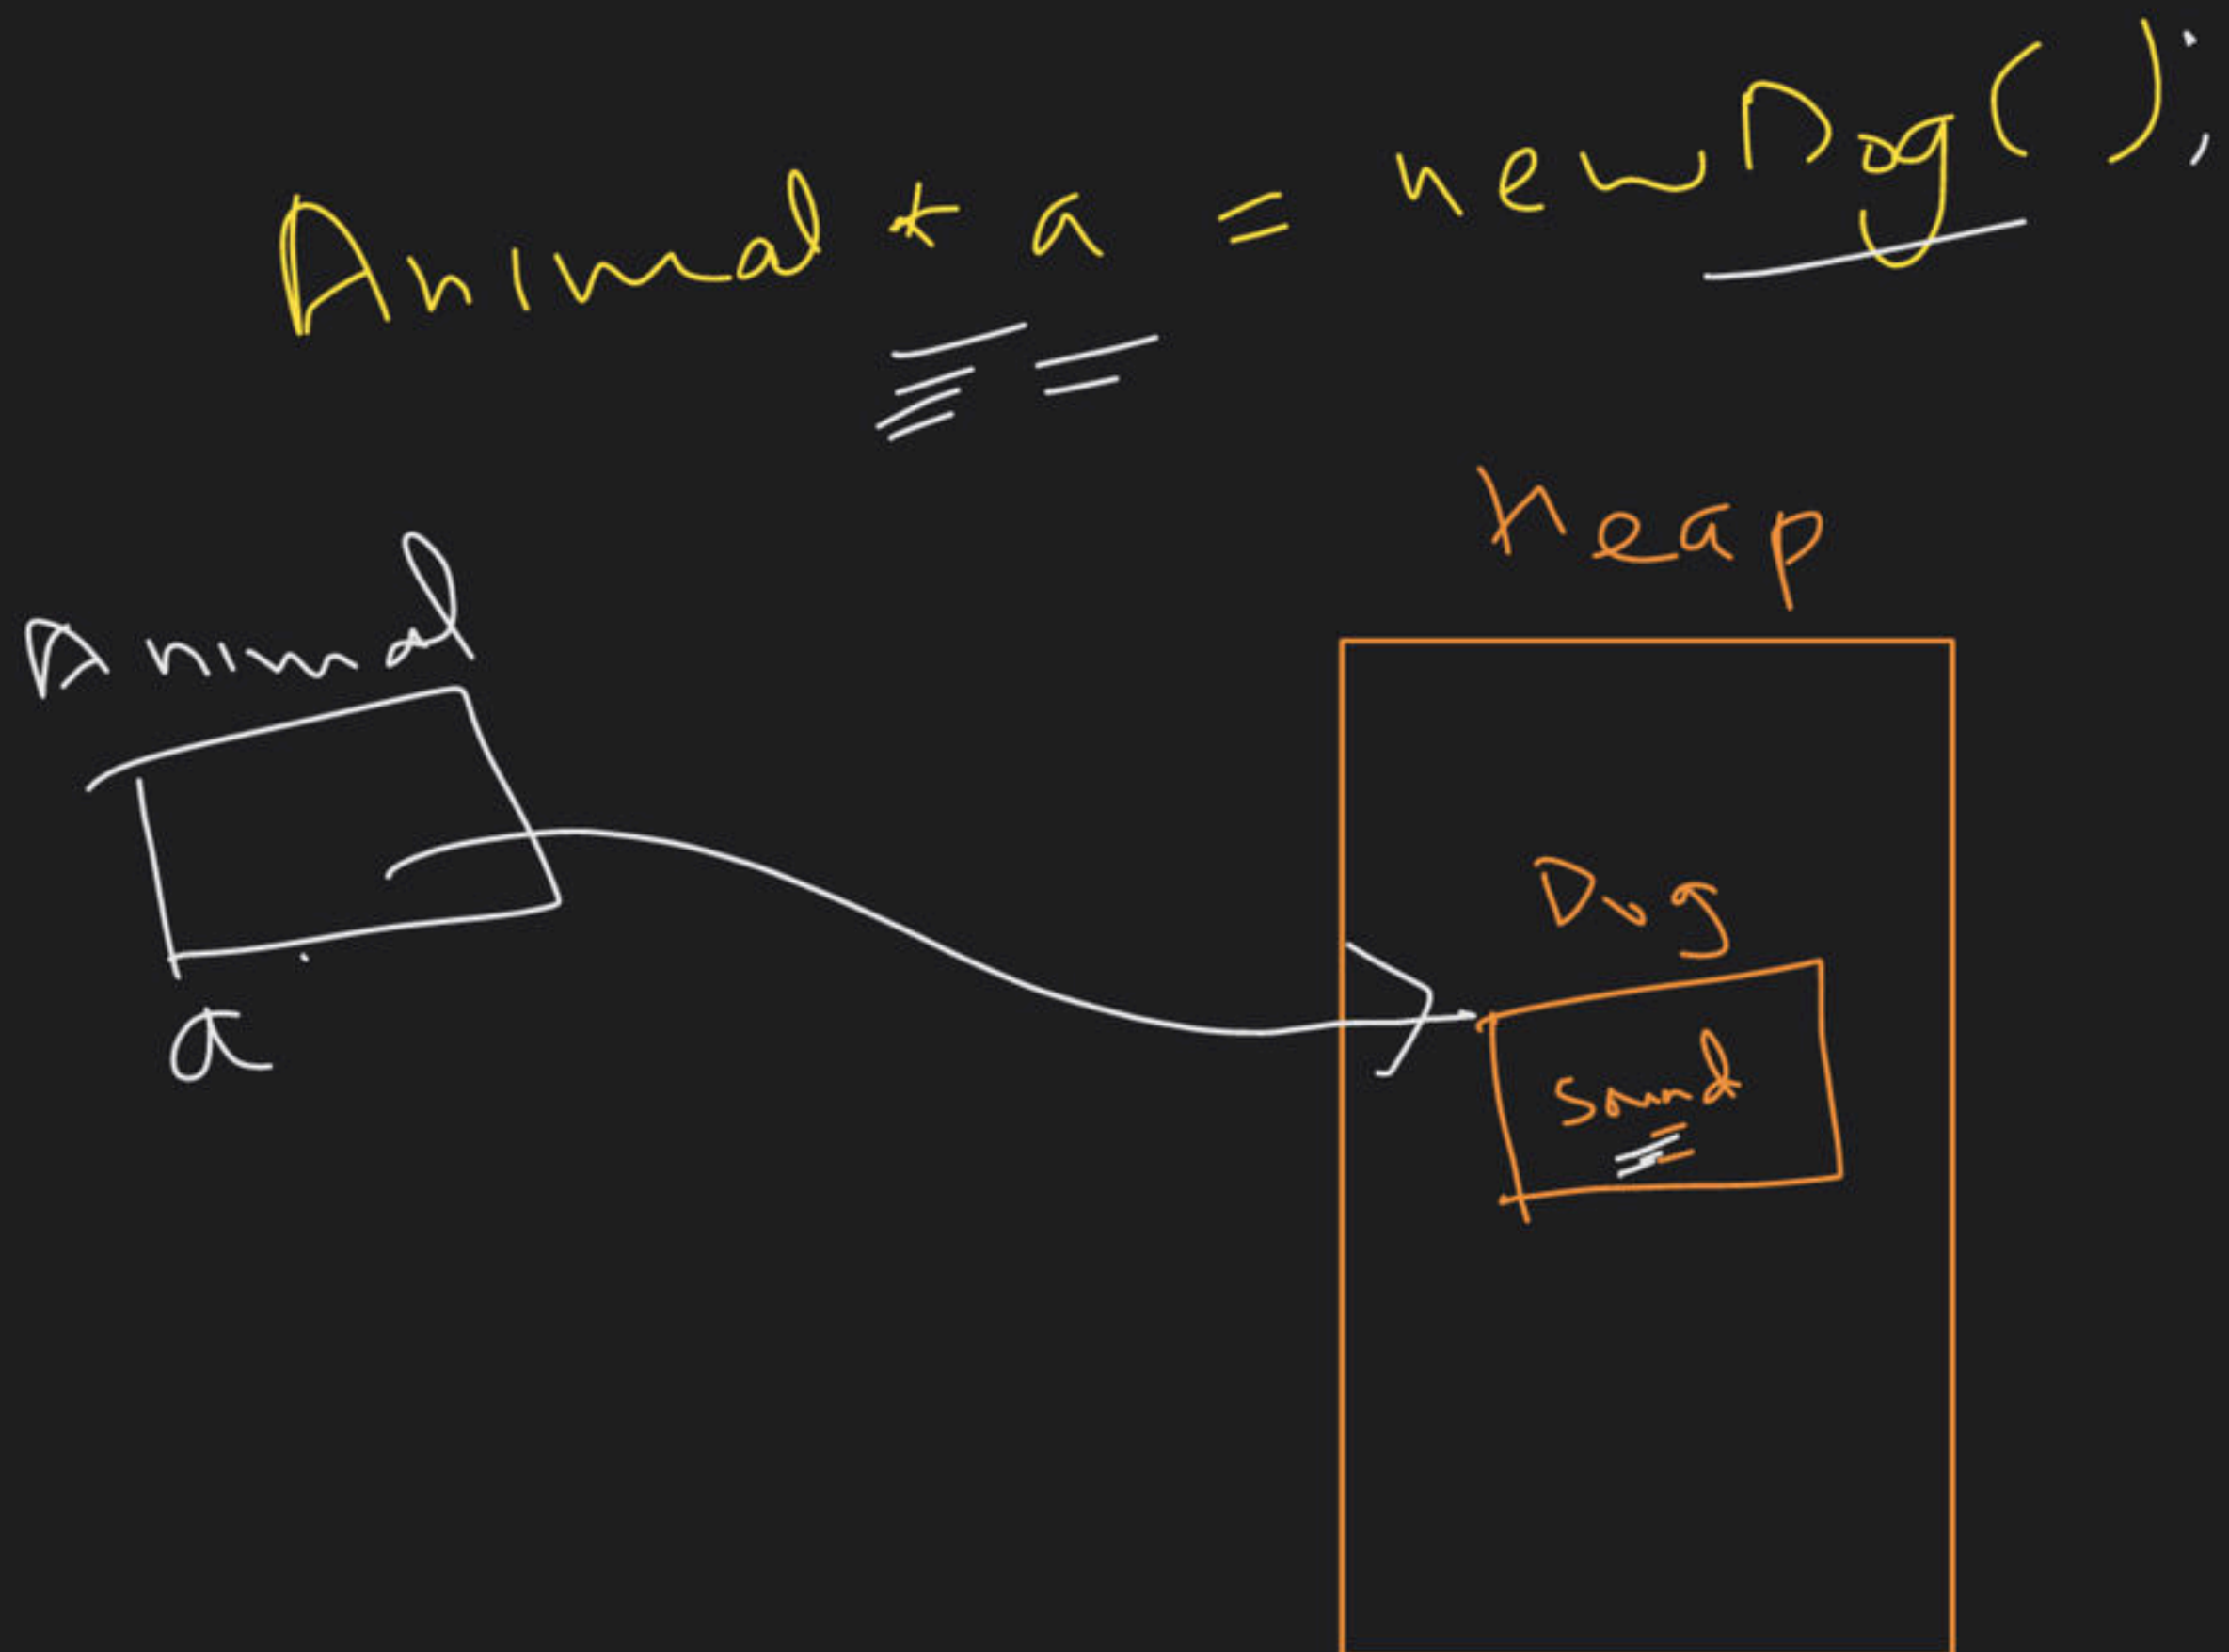 Animal * a = new Dog();
Heap
Animal
Dog
Sound
a